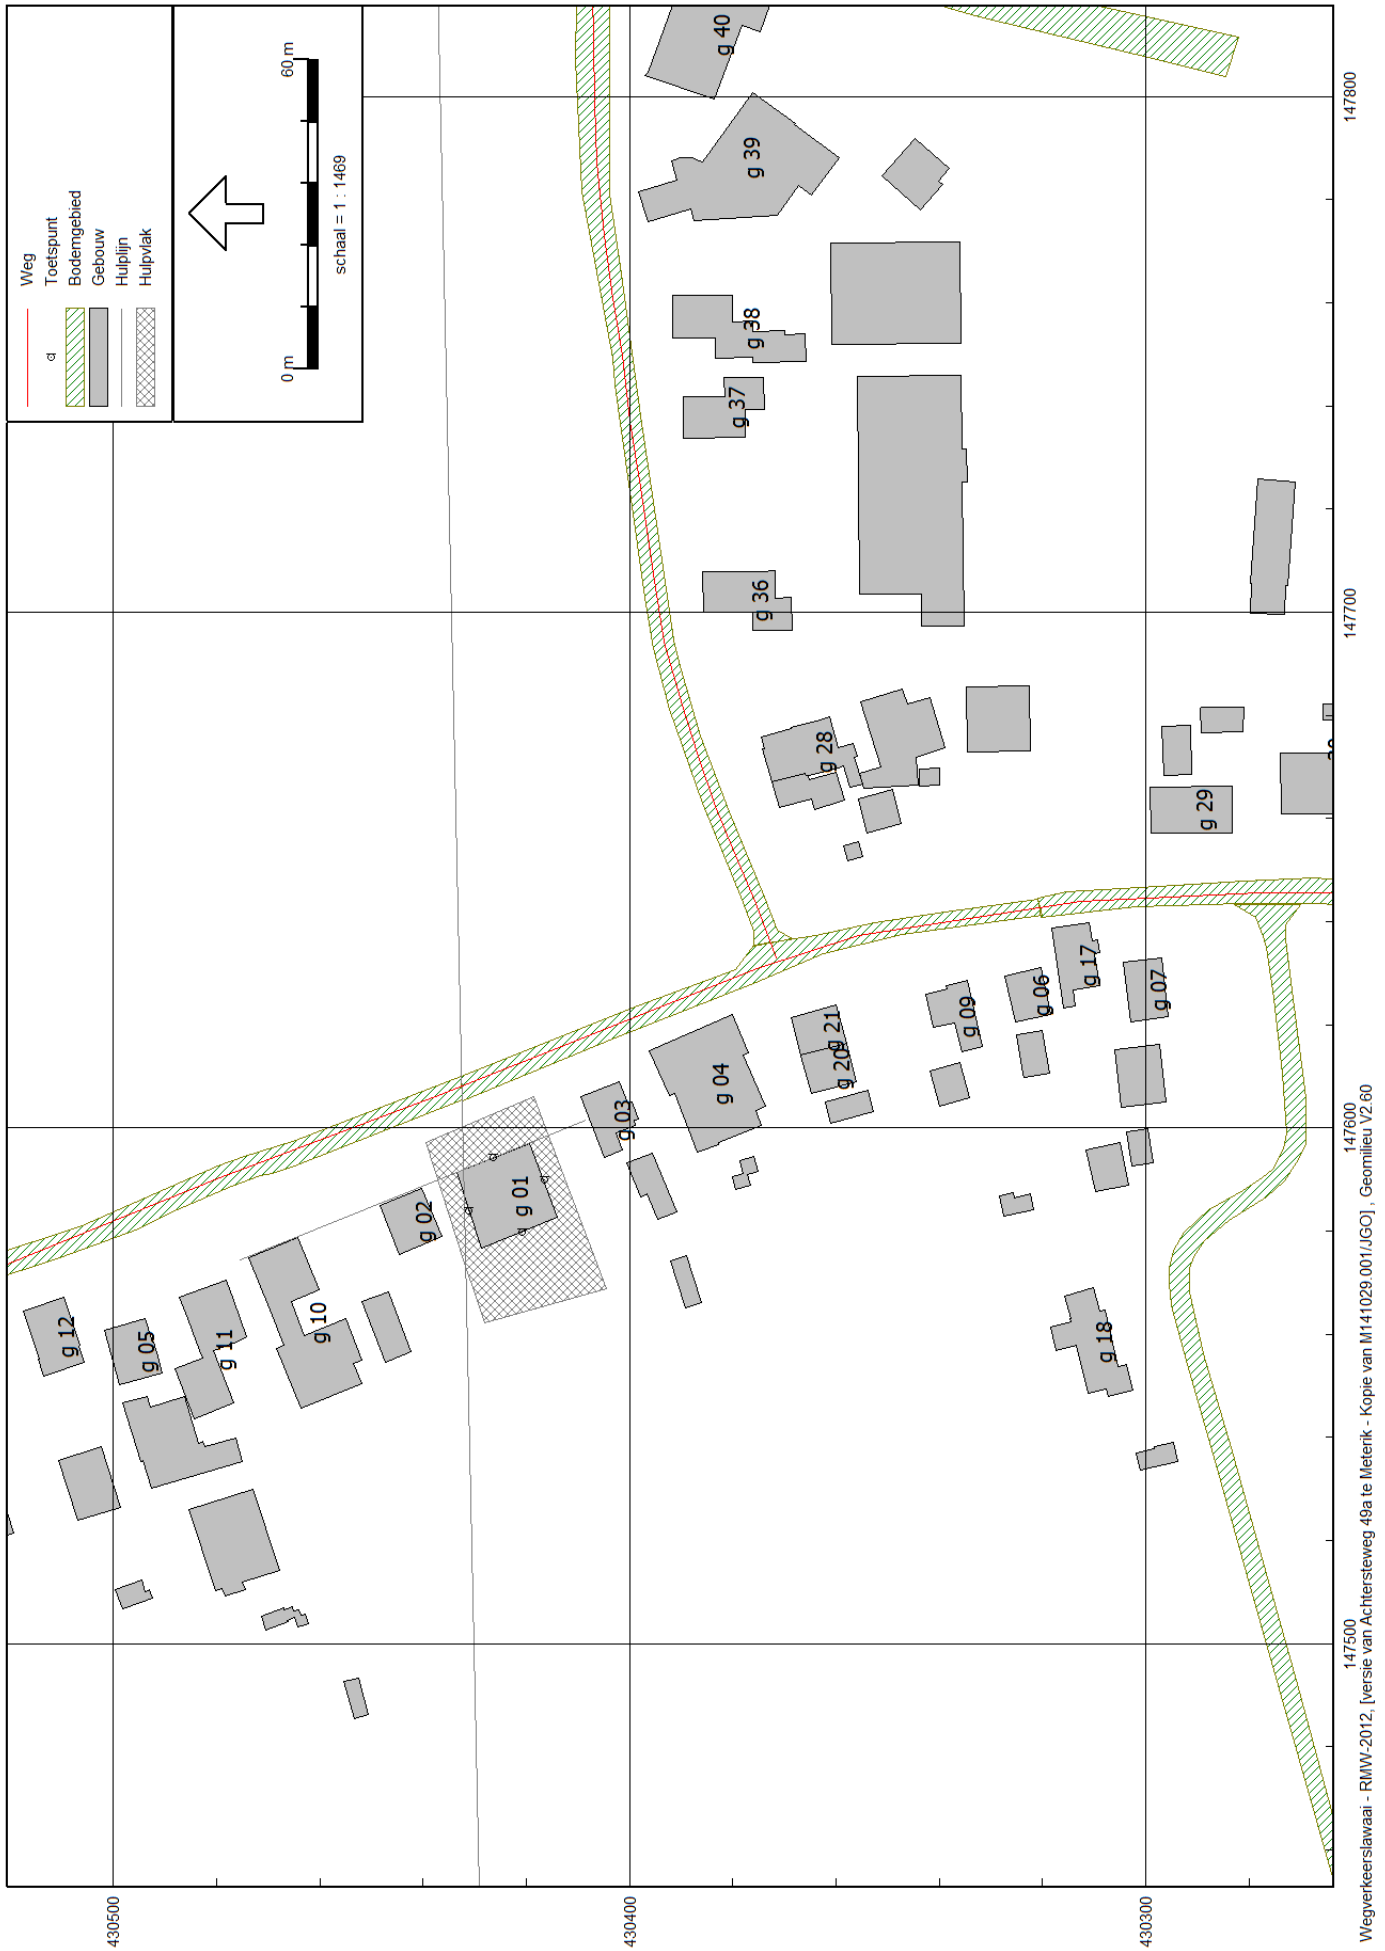 Weg
Toetspunt
Bodemgebied
Gebouw
Hulplijn
Hulpvlak
0 m
60 m
schaal = 1 : 1469
g 40
g 39
g 38
g 37
g 36
g 28
g 29
g 12
g 05
g 11
g 10
g 02
g 01
g 03
g 04
g 21
g 20
g 09
g 06
g 17
g 07
g 18
430500
430400
430300
147500
147600
147700
147800
Wegverkeerslawaai - RMW-2012, [versie van Achtersteweg 49a te Meterik - Kopie van M141029.001/JGO] , Geomilieu V2.60